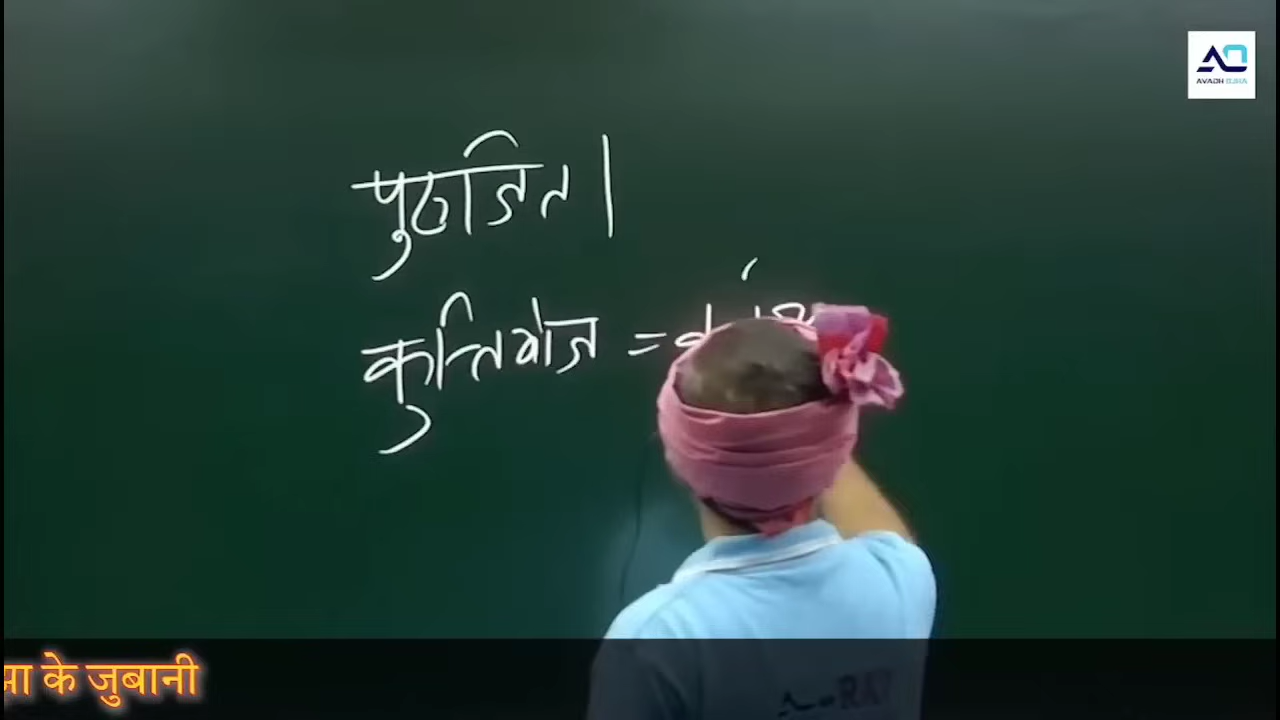 पुरुजित।
कुन्तिभोज =
AVADH OJHA
झा के जुबानी